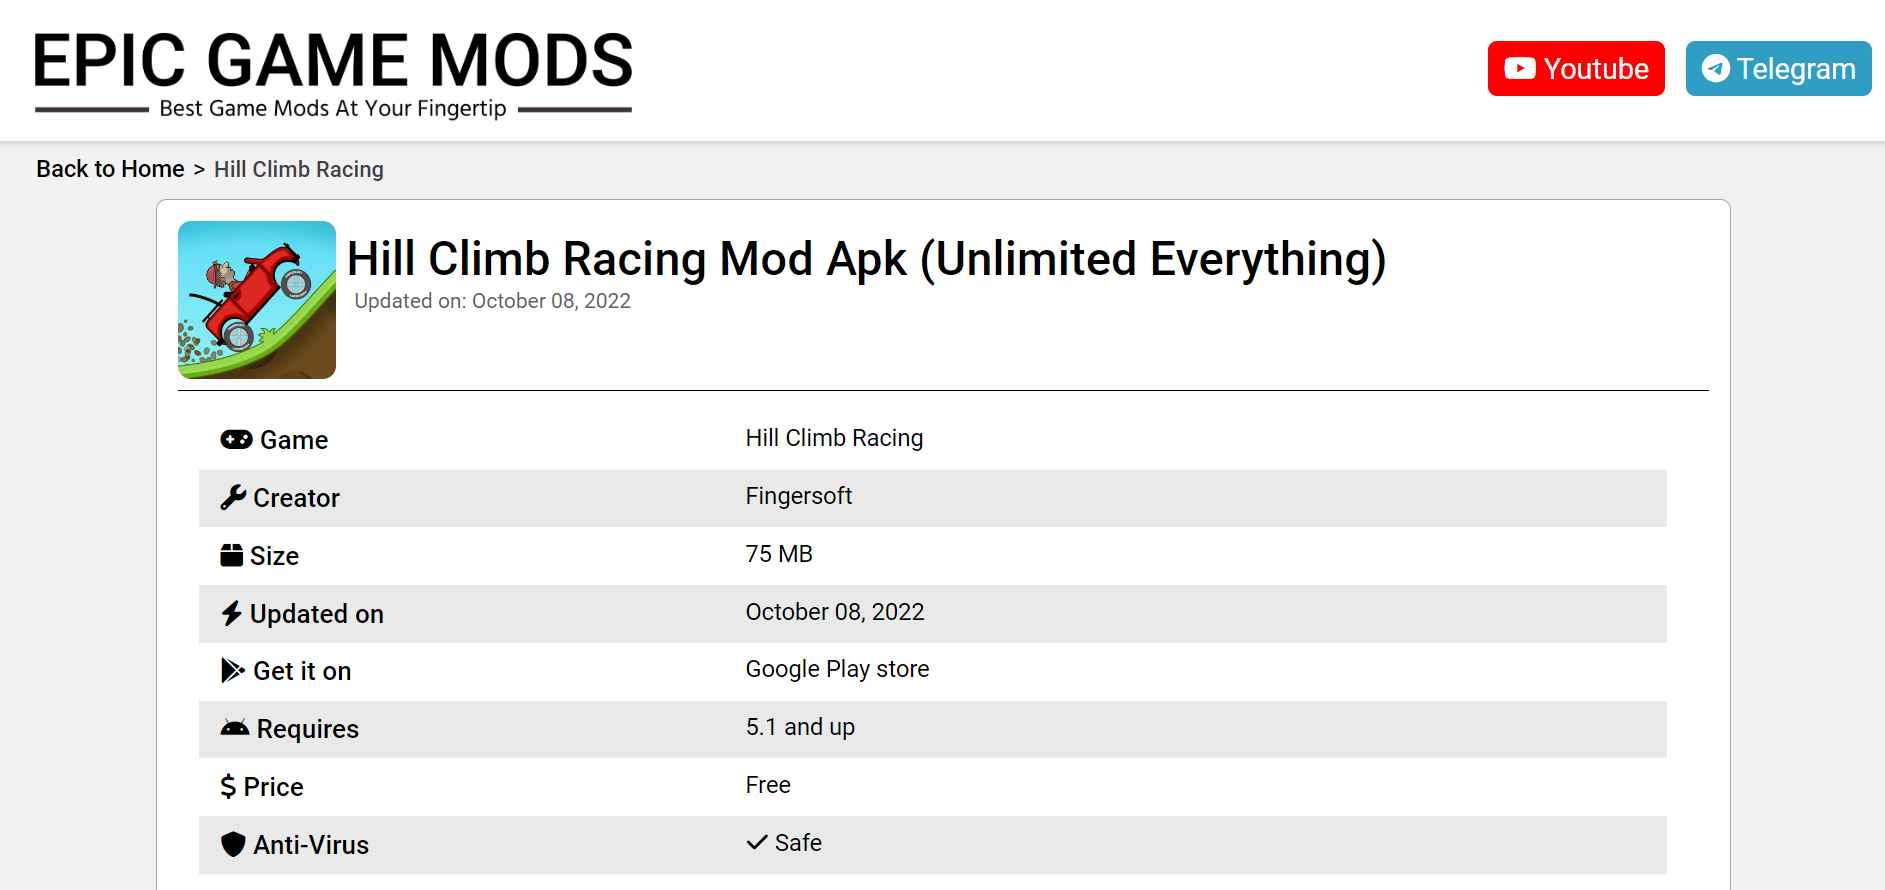 EPIC GAME MODS
Best Game Mods At Your Fingertip
Youtube
Telegram
Back to Home > Hill Climb Racing
Hill Climb Racing Mod Apk (Unlimited Everything)
Updated on: October 08, 2022
Game Hill Climb Racing
Creator Fingersoft
Size 75 MB
Updated on October 08, 2022
Get it on Google Play store
Requires 5.1 and up
$ Price Free
Anti-Virus ✓ Safe